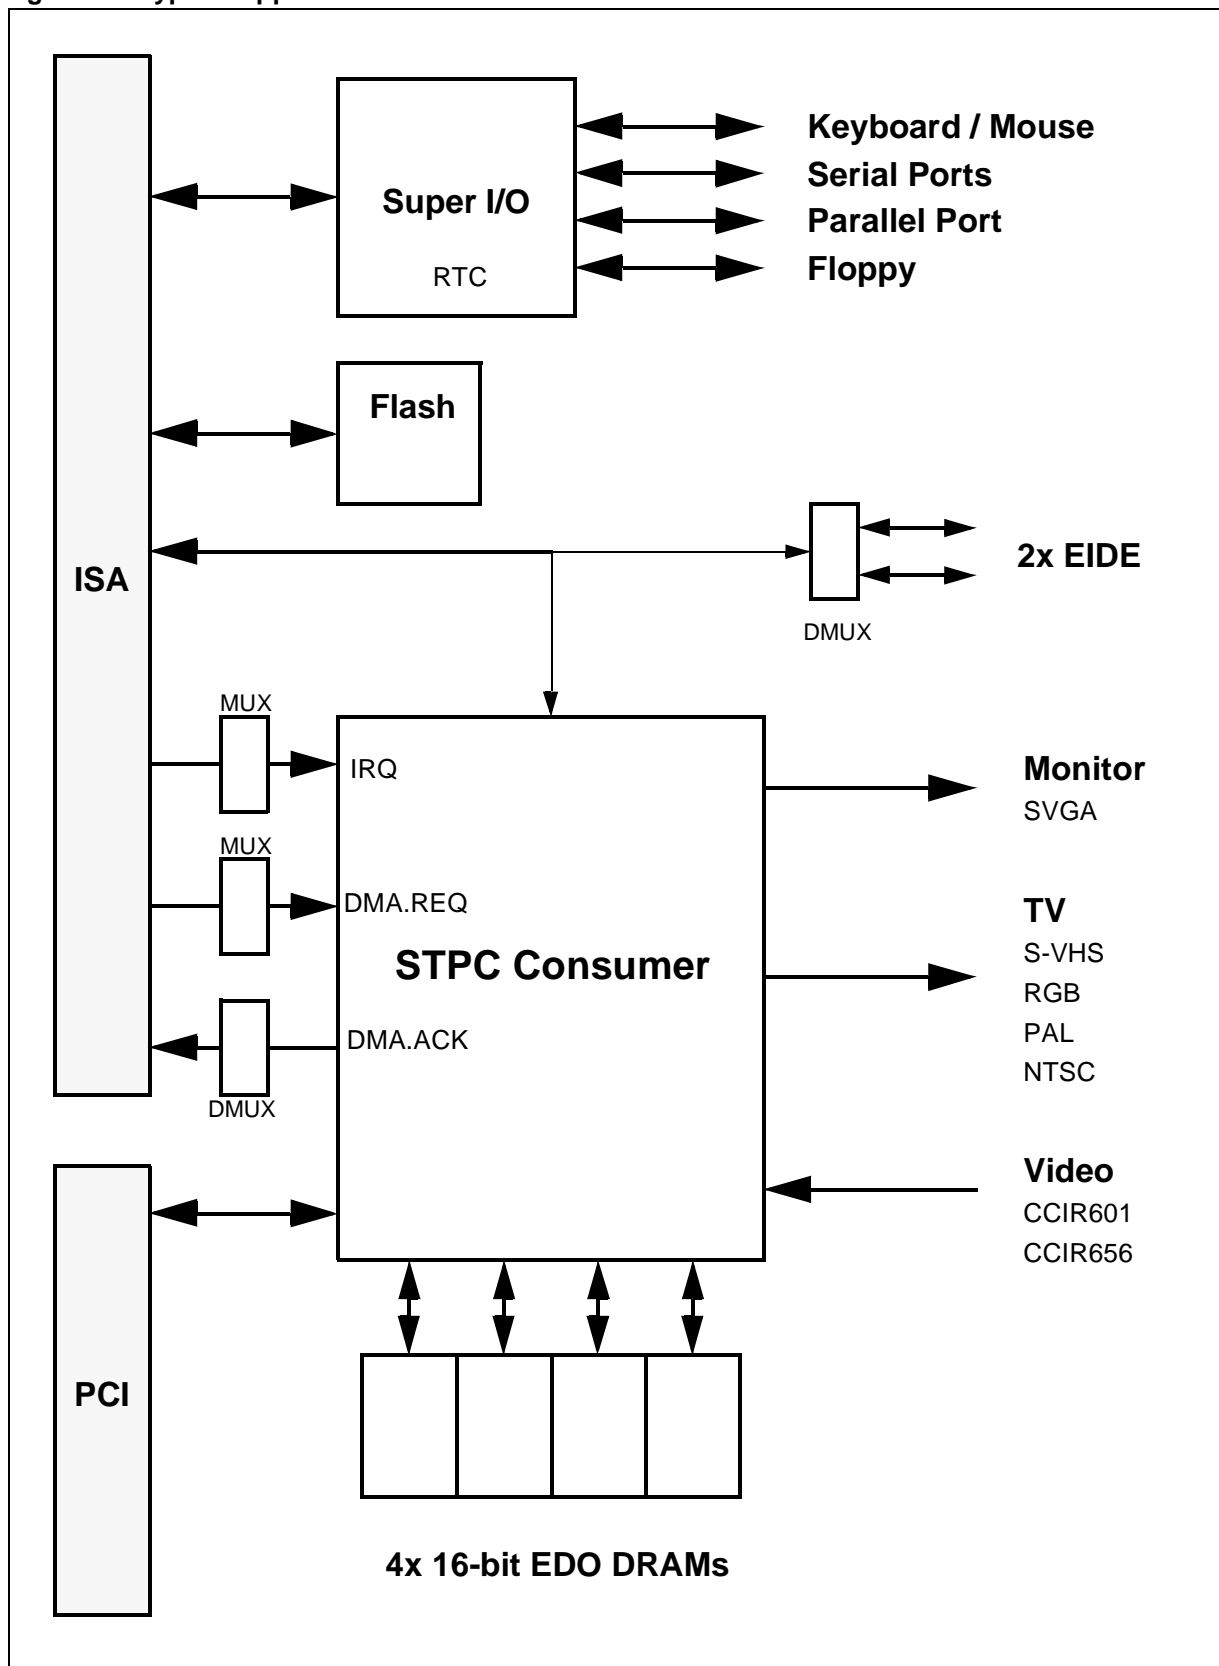 Keyboard / Mouse
Serial Ports
Super I/O
Parallel Port
RTC
Floppy
Flash
ISA
2x EIDE
DMUX
MUX
IRQ
Monitor
SVGA
MUX
DMA.REQ
TV
STPC Consumer
S-VHS
RGB
DMA.ACK
PAL
NTSC
DMUX
Video
CCIR601
CCIR656
PCI
4x 16-bit EDO DRAMs